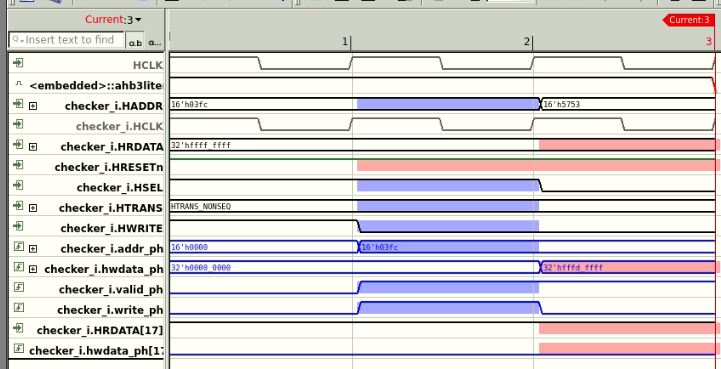 Current:3
Current:3
Insert text to find
a.b
a...
1
2
3
HCLK
<embedded>::ahb3lite
checker_i.HADDR
16'h03fc
16'h5753
checker_i.HCLK
checker_i.HRDATA
32'hffff_ffff
checker_i.HRESETn
checker_i.HSEL
checker_i.HTRANS
HTRANS_NONSEQ
checker_i.HWRITE
checker_i.addr_ph
16'h0000
16'h03fc
checker_i.hwdata_ph
32'h0000_0000
32'hfffd_ffff
checker_i.valid_ph
checker_i.write_ph
checker_i.HRDATA[17]
checker_i.hwdata_ph[17